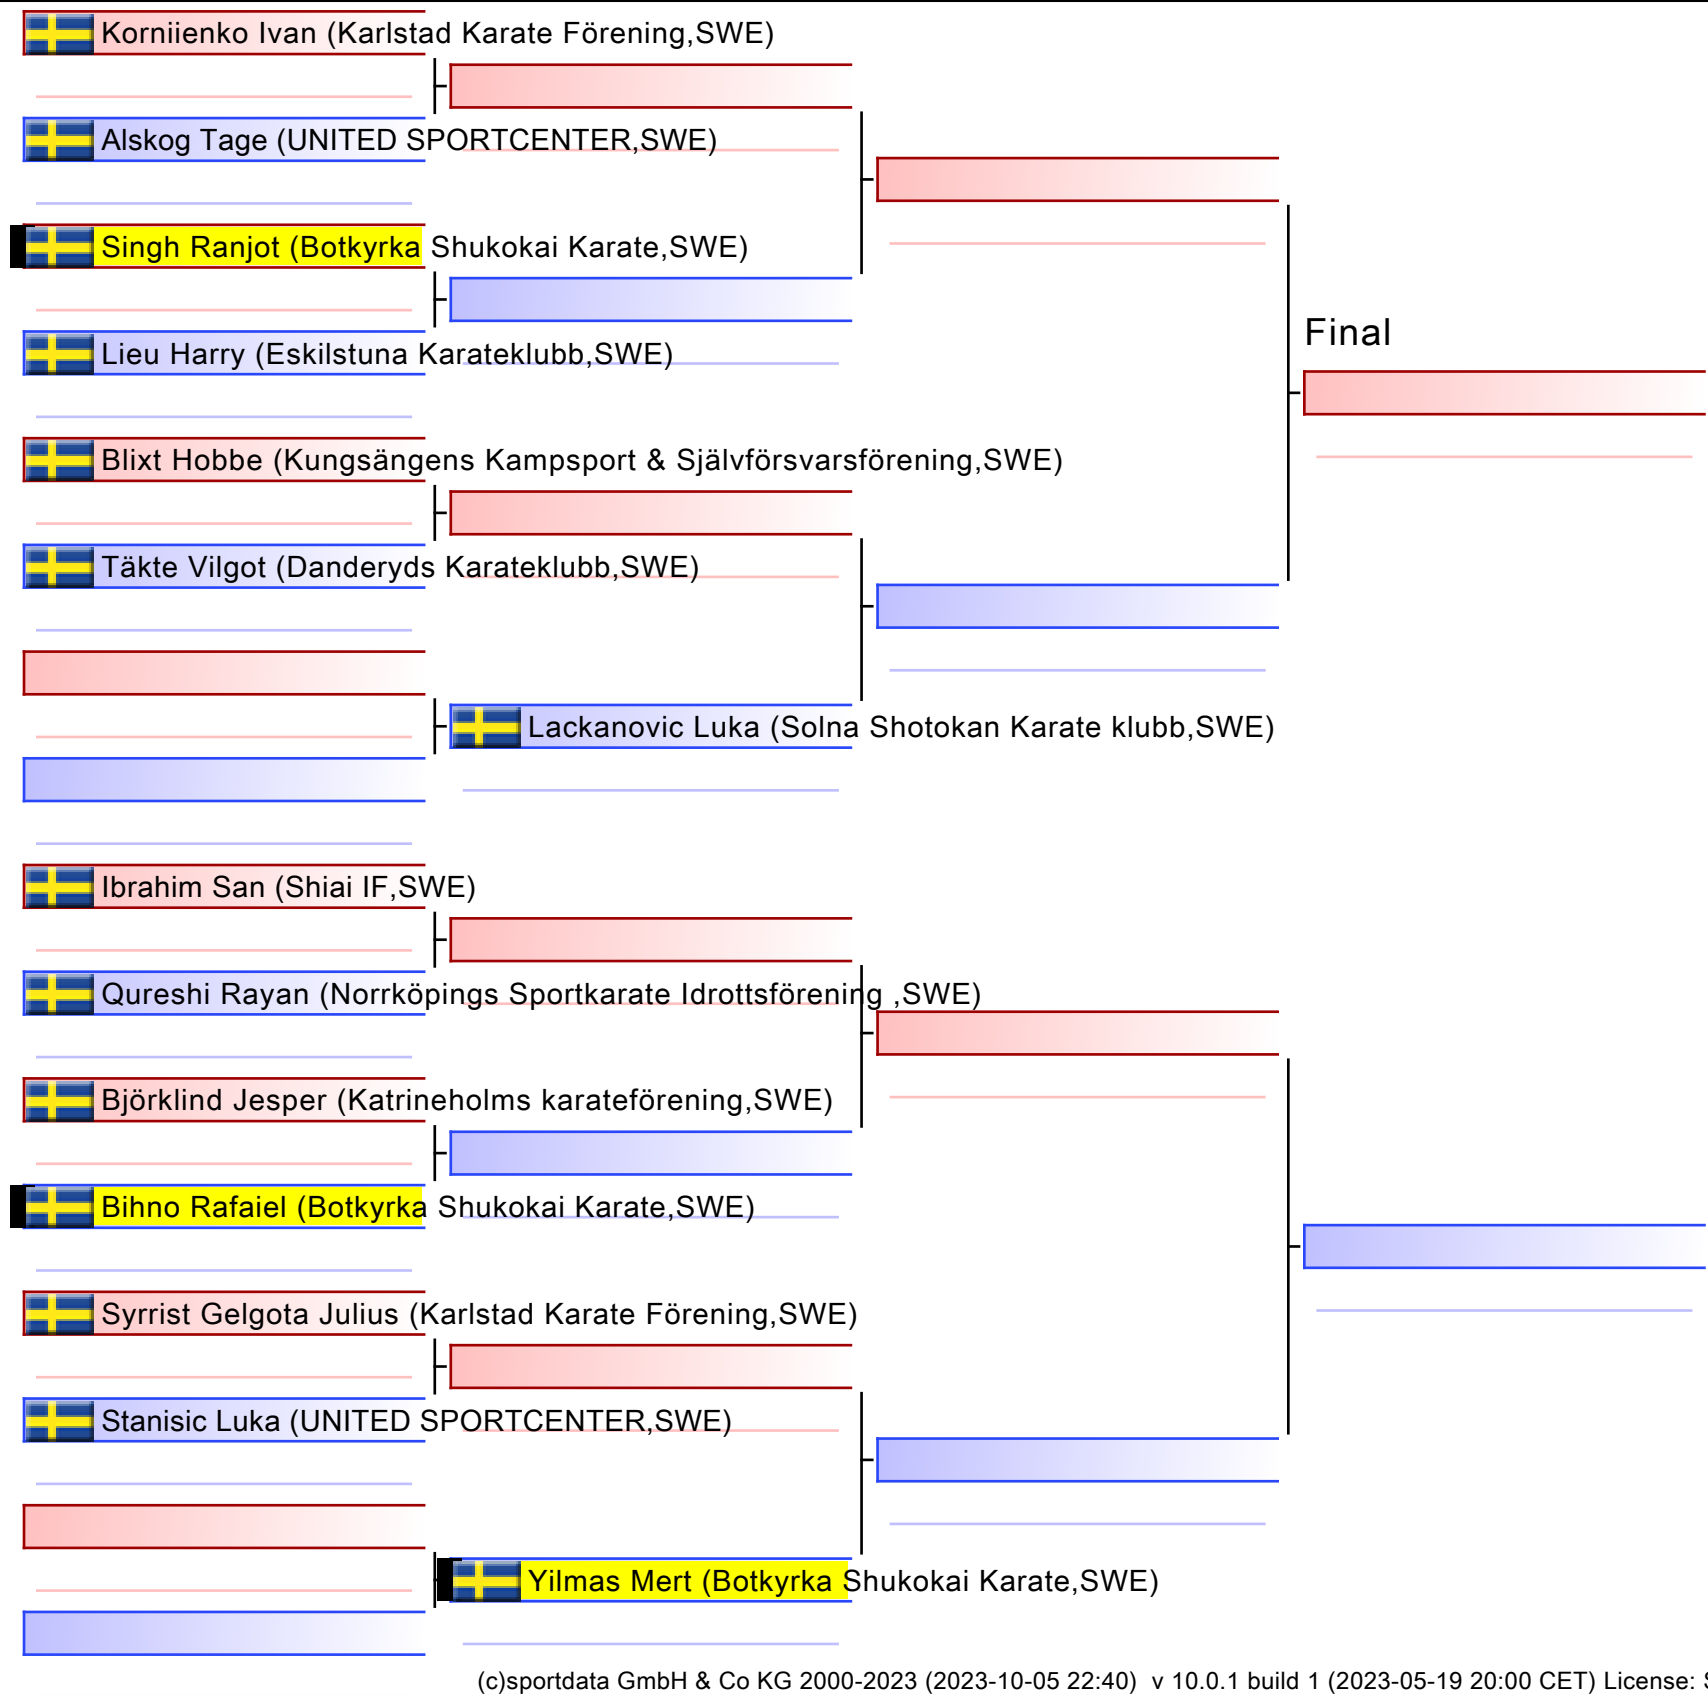 Korniienko Ivan (Karlstad Karate Förening,SWE)
Alskog Tage (UNITED SPORTCENTER,SWE)
Singh Ranjot (Botkyrka Shukokai Karate,SWE)
Final
Lieu Harry (Eskilstuna Karateklubb,SWE)
Blixt Hobbe (Kungsängens Kampsport & Självförsvarsförening,SWE)
Täkte Vilgot (Danderyds Karateklubb,SWE)
Lackanovic Luka (Solna Shotokan Karate klubb,SWE)
Ibrahim San (Shiai IF,SWE)
Qureshi Rayan (Norrköpings Sportkarate Idrottsförening ,SWE)
Björklind Jesper (Katrineholms karateförening,SWE)
Bihno Rafaiel (Botkyrka Shukokai Karate,SWE)
Syrrist Gelgota Julius (Karlstad Karate Förening,SWE)
Stanisic Luka (UNITED SPORTCENTER,SWE)
Yilmas Mert (Botkyrka Shukokai Karate,SWE)
(c)sportdata GmbH & Co KG 2000-2023 (2023-10-05 22:40) v 10.0.1 build 1 (2023-05-19 20:00 CET) License: